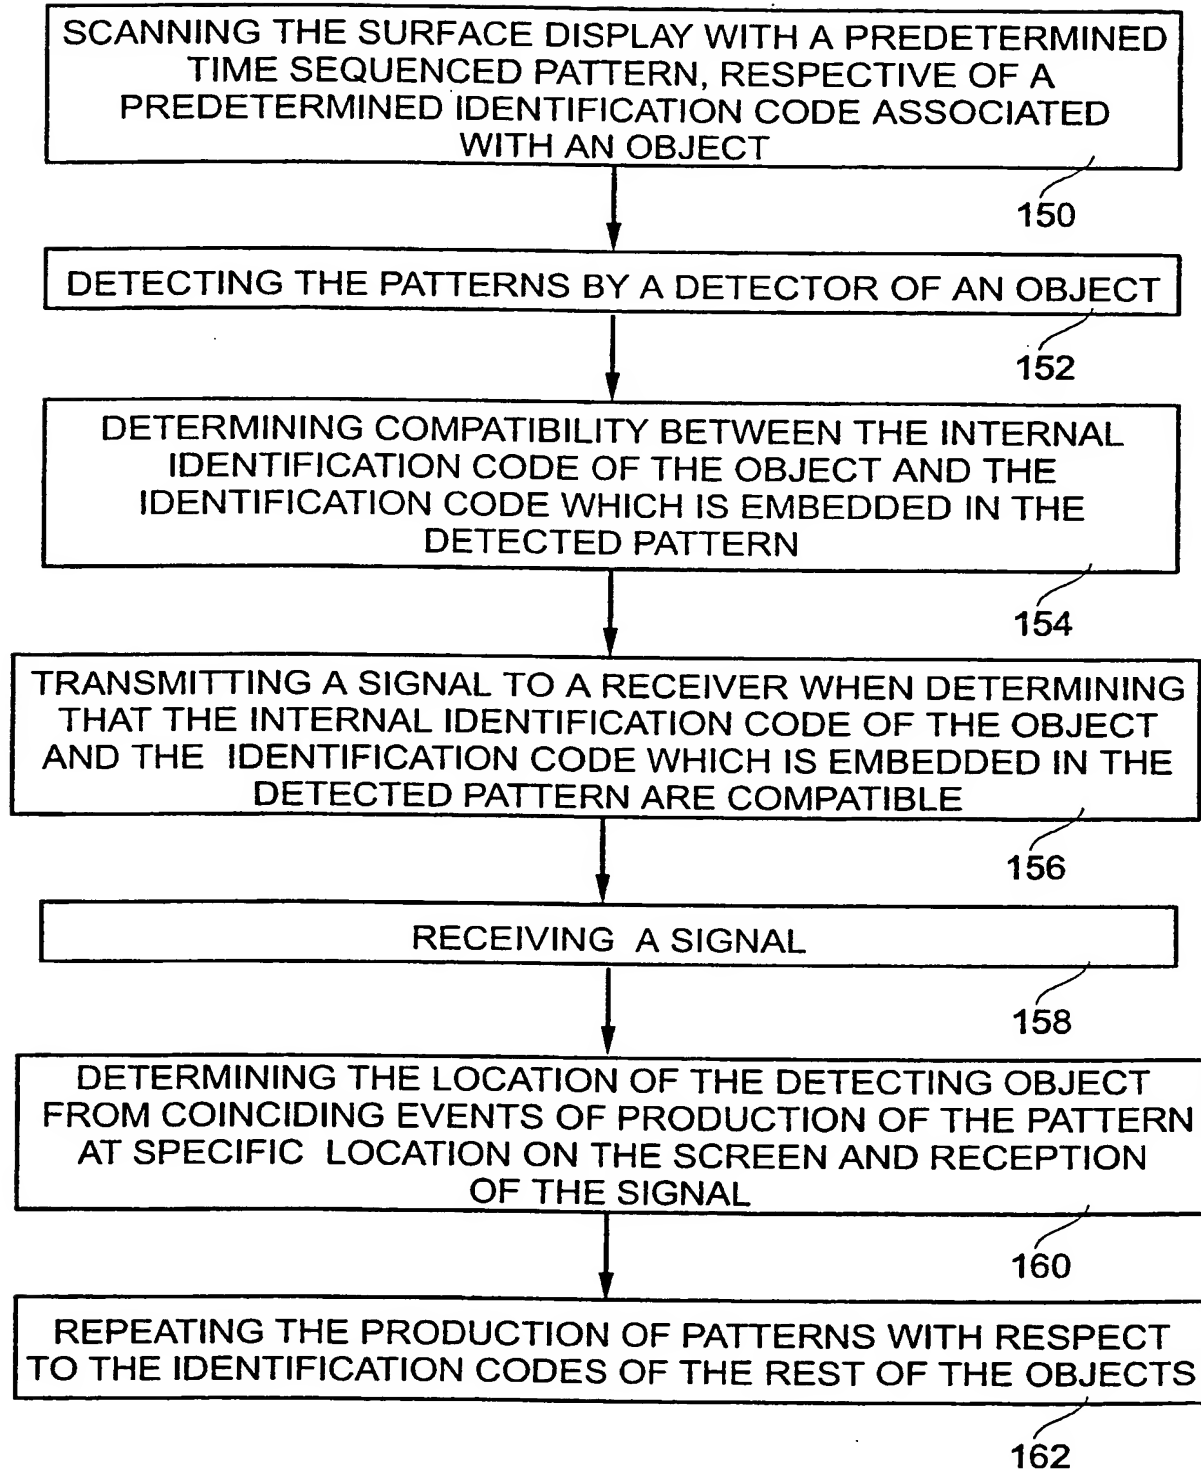 SCANNING THE SURFACE DISPLAY WITH A PREDETERMINED
TIME SEQUENCED PATTERN, RESPECTIVE OF A
PREDETERMINED IDENTIFICATION CODE ASSOCIATED
WITH AN OBJECT
150
DETECTING THE PATTERNS BY A DETECTOR OF AN OBJECT
152
DETERMINING COMPATIBILITY BETWEEN THE INTERNAL
IDENTIFICATION CODE OF THE OBJECT AND THE
IDENTIFICATION CODE WHICH IS EMBEDDED IN THE
DETECTED PATTERN
154
TRANSMITTING A SIGNAL TO A RECEIVER WHEN DETERMINING
THAT THE INTERNAL IDENTIFICATION CODE OF THE OBJECT
AND THE IDENTIFICATION CODE WHICH IS EMBEDDED IN THE
DETECTED PATTERN ARE COMPATIBLE
156
RECEIVING A SIGNAL
158
DETERMINING THE LOCATION OF THE DETECTING OBJECT
FROM COINCIDING EVENTS OF PRODUCTION OF THE PATTERN
AT SPECIFIC LOCATION ON THE SCREEN AND RECEPTION
OF THE SIGNAL
160
REPEATING THE PRODUCTION OF PATTERNS WITH RESPECT
TO THE IDENTIFICATION CODES OF THE REST OF THE OBJECTS
162